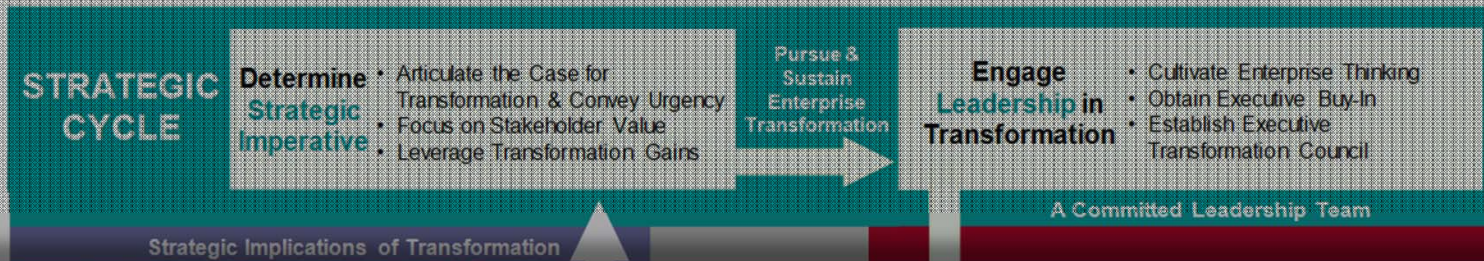 STRATEGIC
CYCLE
Determine
Strategic
Imperative
• Articulate the Case for
Transformation & Convey Urgency
• Focus on Stakeholder Value
• Leverage Transformation Gains
Pursue &
Sustain
Enterprise
Transformation
Engage
Leadership in
Transformation
• Cultivate Enterprise Thinking
• Obtain Executive Buy-In
• Establish Executive
Transformation Council
A Committed Leadership Team
Strategic Implications of Transformation